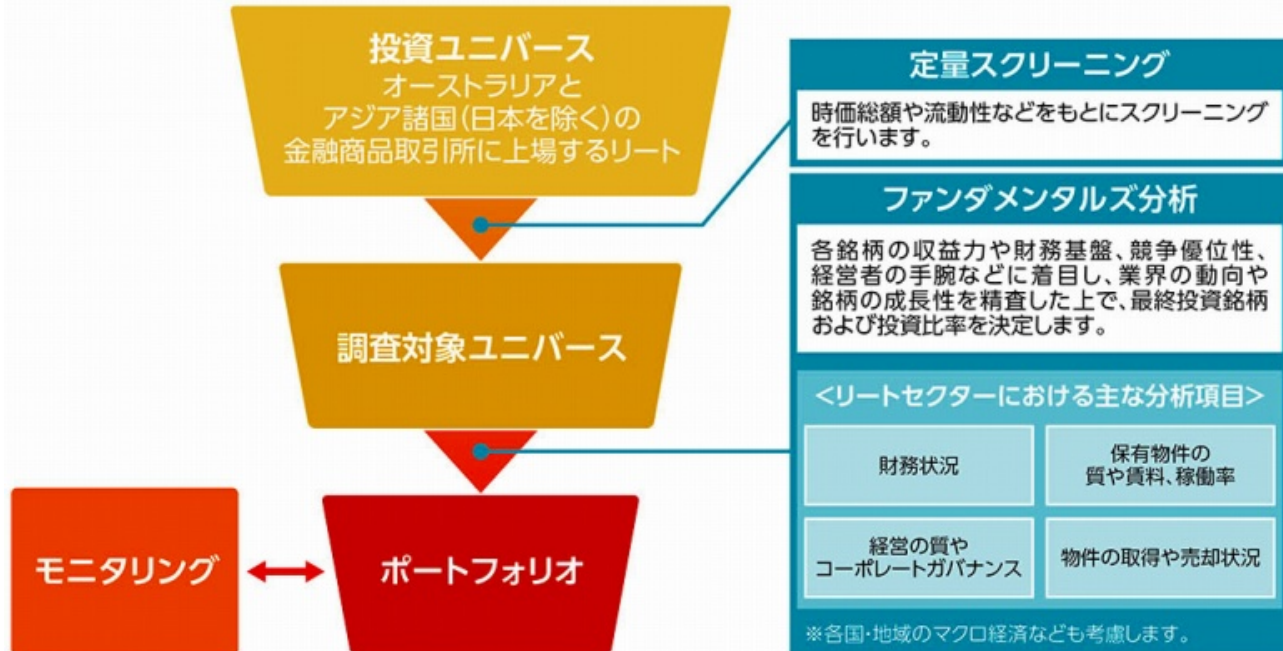 投資ユニバース
オーストラリアと
アジア諸国(日本を除く)の
金融商品取引所に上場するリート
調査対象ユニバース
モニタリング
ポートフォリオ
定量スクリーニング
時価総額や流動性などをもとにスクリーニング
を行います。
ファンダメンタルズ分析
各銘柄の収益力や財務基盤、競争優位性、
経営者の手腕などに着目し、業界の動向や
銘柄の成長性を精査した上で、最終投資銘柄
および投資比率を決定します。
<リートセクターにおける主な分析項目>
財務状況
保有物件の
質や賃料、稼働率
経営の質や
コーポレートガバナンス
物件の取得や売却状況
※各国・地域のマクロ経済なども考慮します。